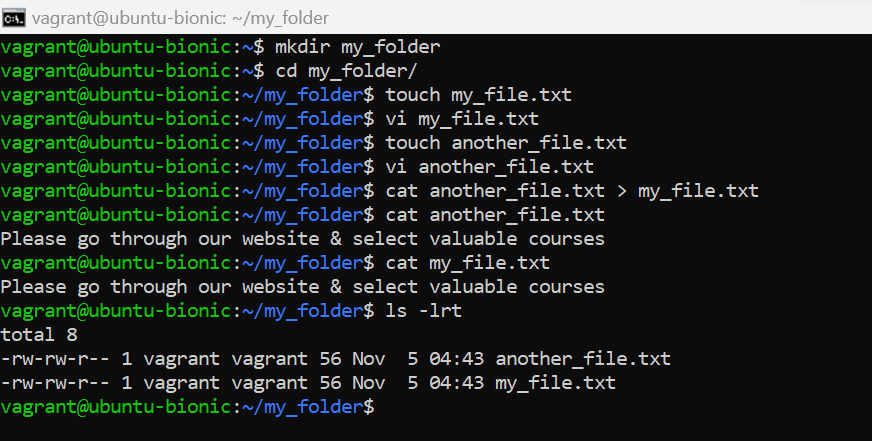 vagrant@ubuntu-bionic: ~/my_folder
vagrant@ubuntu-bionic:~$ mkdir my_folder
vagrant@ubuntu-bionic:~$ cd my_folder/
vagrant@ubuntu-bionic:~/my_folder$ touch my_file.txt
vagrant@ubuntu-bionic:~/my_folder$ vi my_file.txt
vagrant@ubuntu-bionic:~/my_folder$ touch another_file.txt
vagrant@ubuntu-bionic:~/my_folder$ vi another_file.txt
vagrant@ubuntu-bionic:~/my_folder$ cat another_file.txt > my_file.txt
vagrant@ubuntu-bionic:~/my_folder$ cat another_file.txt
Please go through our website & select valuable courses
vagrant@ubuntu-bionic:~/my_folder$ cat my_file.txt
Please go through our website & select valuable courses
vagrant@ubuntu-bionic:~/my_folder$ ls -lrt
total 8
-rw-rw-r-- 1 vagrant vagrant 56 Nov  5 04:43 another_file.txt
-rw-rw-r-- 1 vagrant vagrant 56 Nov  5 04:43 my_file.txt
vagrant@ubuntu-bionic:~/my_folder$